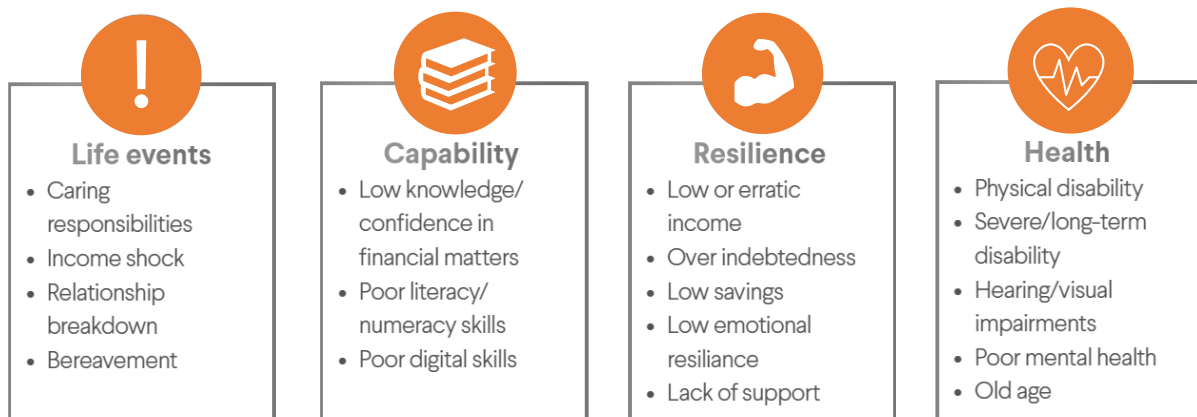 Life events
• Caring
responsibilities
• Income shock
• Relationship
breakdown
• Bereavement
Capability
• Low knowledge/
confidence in
financial matters
• Poor literacy/
numeracy skills
• Poor digital skills
Resilience
• Low or erratic
income
• Over indebtedness
• Low savings
• Low emotional
resiliance
• Lack of support
Health
• Physical disability
• Severe/long-term
disability
• Hearing/visual
impairments
• Poor mental health
• Old age